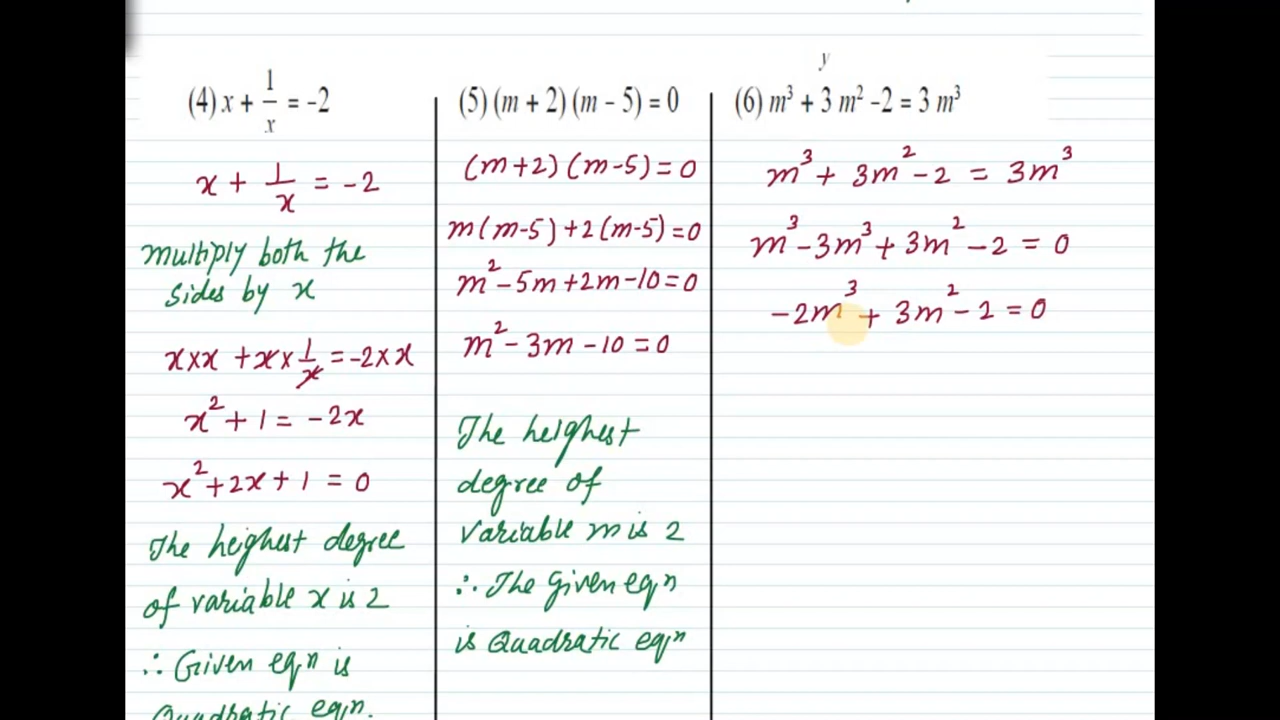 y
(4) x + 1/x = -2
x + 1/x = -2
multiply both the
sides by x
x×x + x×1/x = -2×x
x² + 1 = -2x
x² + 2x + 1 = 0
The highest degree
of variable x is 2
∴ Given eqn is
Quadratic eqn.
(5) (m + 2) (m - 5) = 0
(m+2) (m-5) = 0
m(m-5) + 2(m-5) = 0
m² - 5m + 2m - 10 = 0
m² - 3m - 10 = 0
The heighest
degree of
variable m is 2
∴ The Given eqn
is Quadratic eqn
(6) m³ + 3 m² -2 = 3 m³
m³ + 3m² - 2 = 3m³
m³ - 3m³ + 3m² - 2 = 0
-2m³ + 3m² - 2 = 0